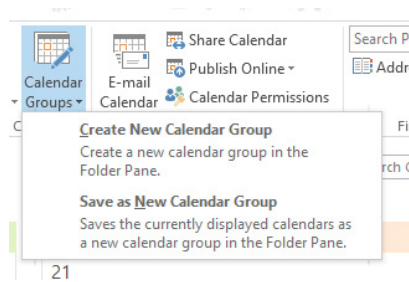 Calendar
Groups
E-mail
Calendar
Share Calendar
Publish Online
Calendar Permissions
Search P
Addr
Create New Calendar Group
Create a new calendar group in the
Folder Pane.
Save as New Calendar Group
Saves the currently displayed calendars as
a new calendar group in the Folder Pane.
C
Fi
rch
21